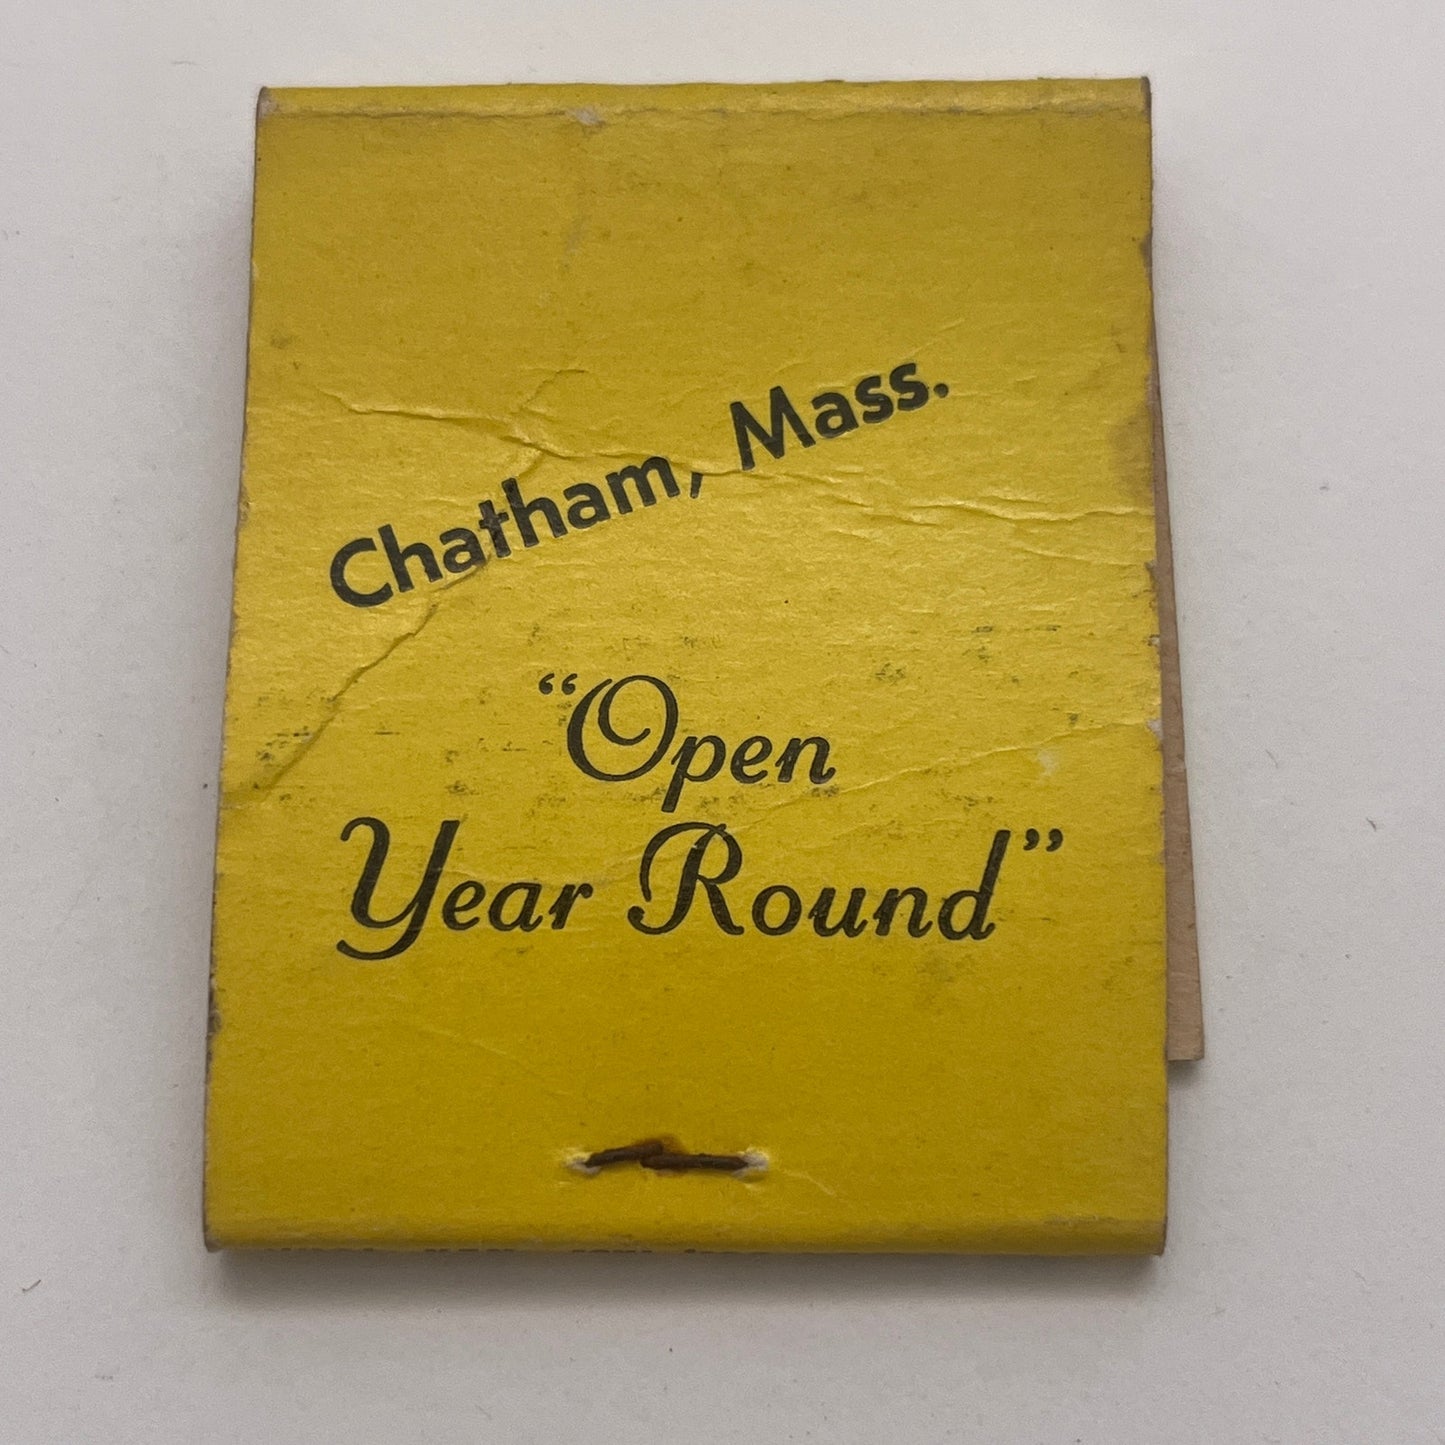 Chatham, Mass.
“Open
Year Round”